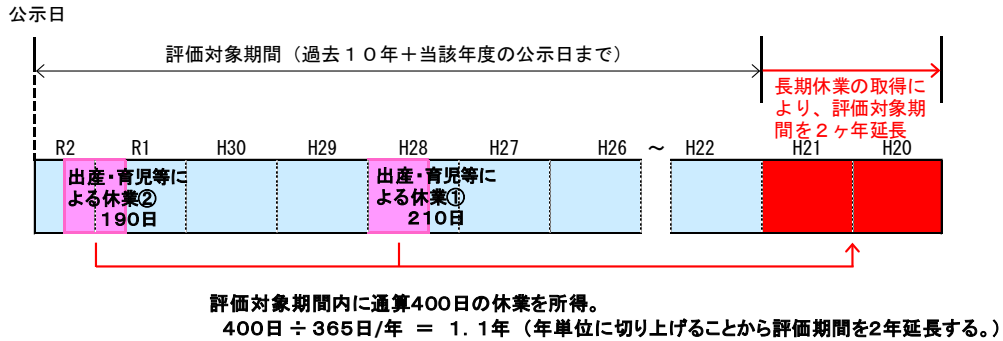 公示日
評価対象期間（過去１０年＋当該年度の公示日まで）
長期休業の取得に
より、評価対象期
間を２ヶ年延長
R2 R1 H30 H29 H28 H27 H26 ～ H22 H21 H20
出産・育児等に
よる休業②
１９０日
出産・育児等に
よる休業①
２１０日
評価対象期間内に通算４００日の休業を所得。
４００日 ÷ ３６５日/年 ＝ １．１年（年単位に切り上げることから評価期間を２年延長する。）